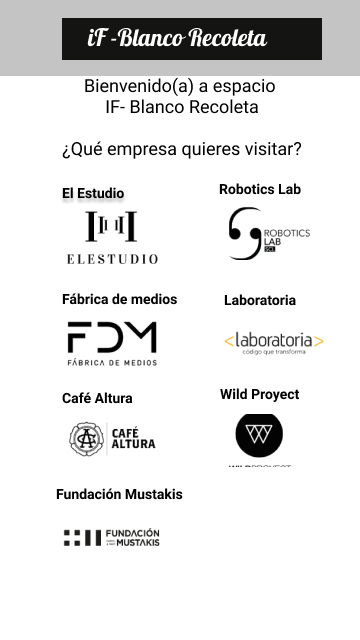 iF -Blanco Recoleta
Bienvenido(a) a espacio
IF- Blanco Recoleta
¿Qué empresa quieres visitar?
El Estudio
Robotics Lab
ELESTUDIO
ROBOTICS
LAB
SCL
Fábrica de medios
Laboratoria
FDM
FÁBRICA DE MEDIOS
<laboratoria>
código que transforma
Café Altura
Wild Proyect
CAFÉ
ALTURA
Fundación Mustakis
FUNDACIÓN
MUSTAKIS